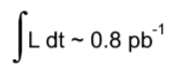 ∫L dt ~ 0.8 pb⁻¹